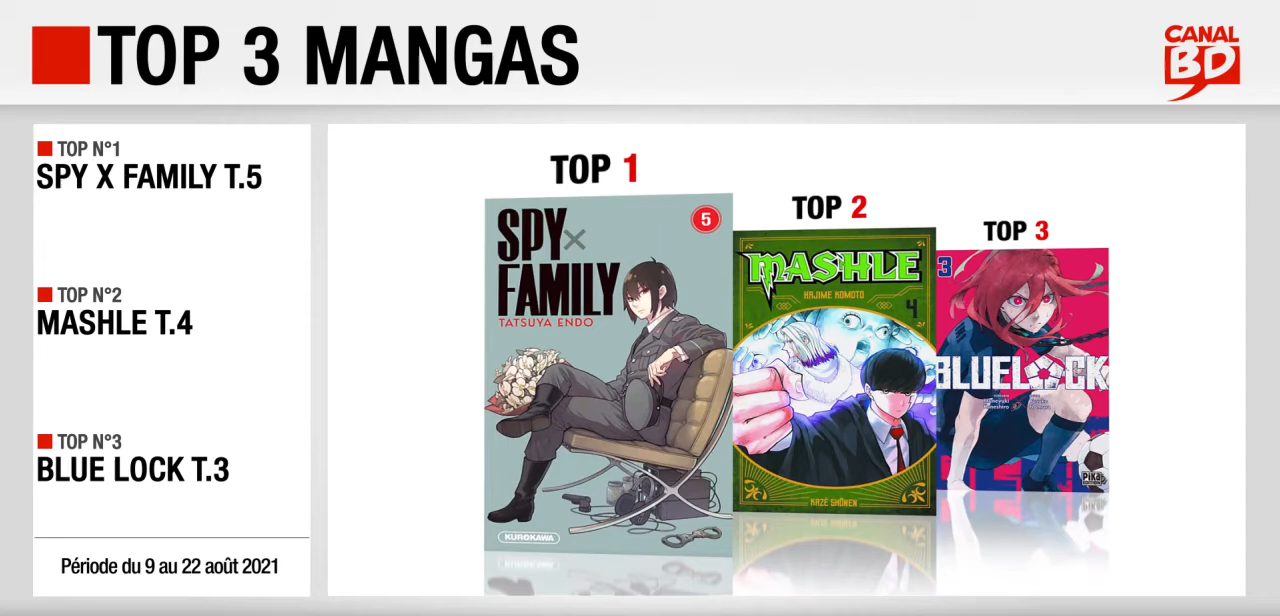 TOP 3 MANGAS
CANAL
BD
TOP N°1
SPY X FAMILY T.5
TOP N°2
MASHLE T.4
TOP N°3
BLUE LOCK T.3
Période du 9 au 22 août 2021
TOP 1
SPY×
FAMILY
TATSUYA ENDO
5
KUROKAWA
TOP 2
MASHLE
HAJIME KOMOTO
4
KAZÉ SHÔNEN
TOP 3
3
BLUELOCK